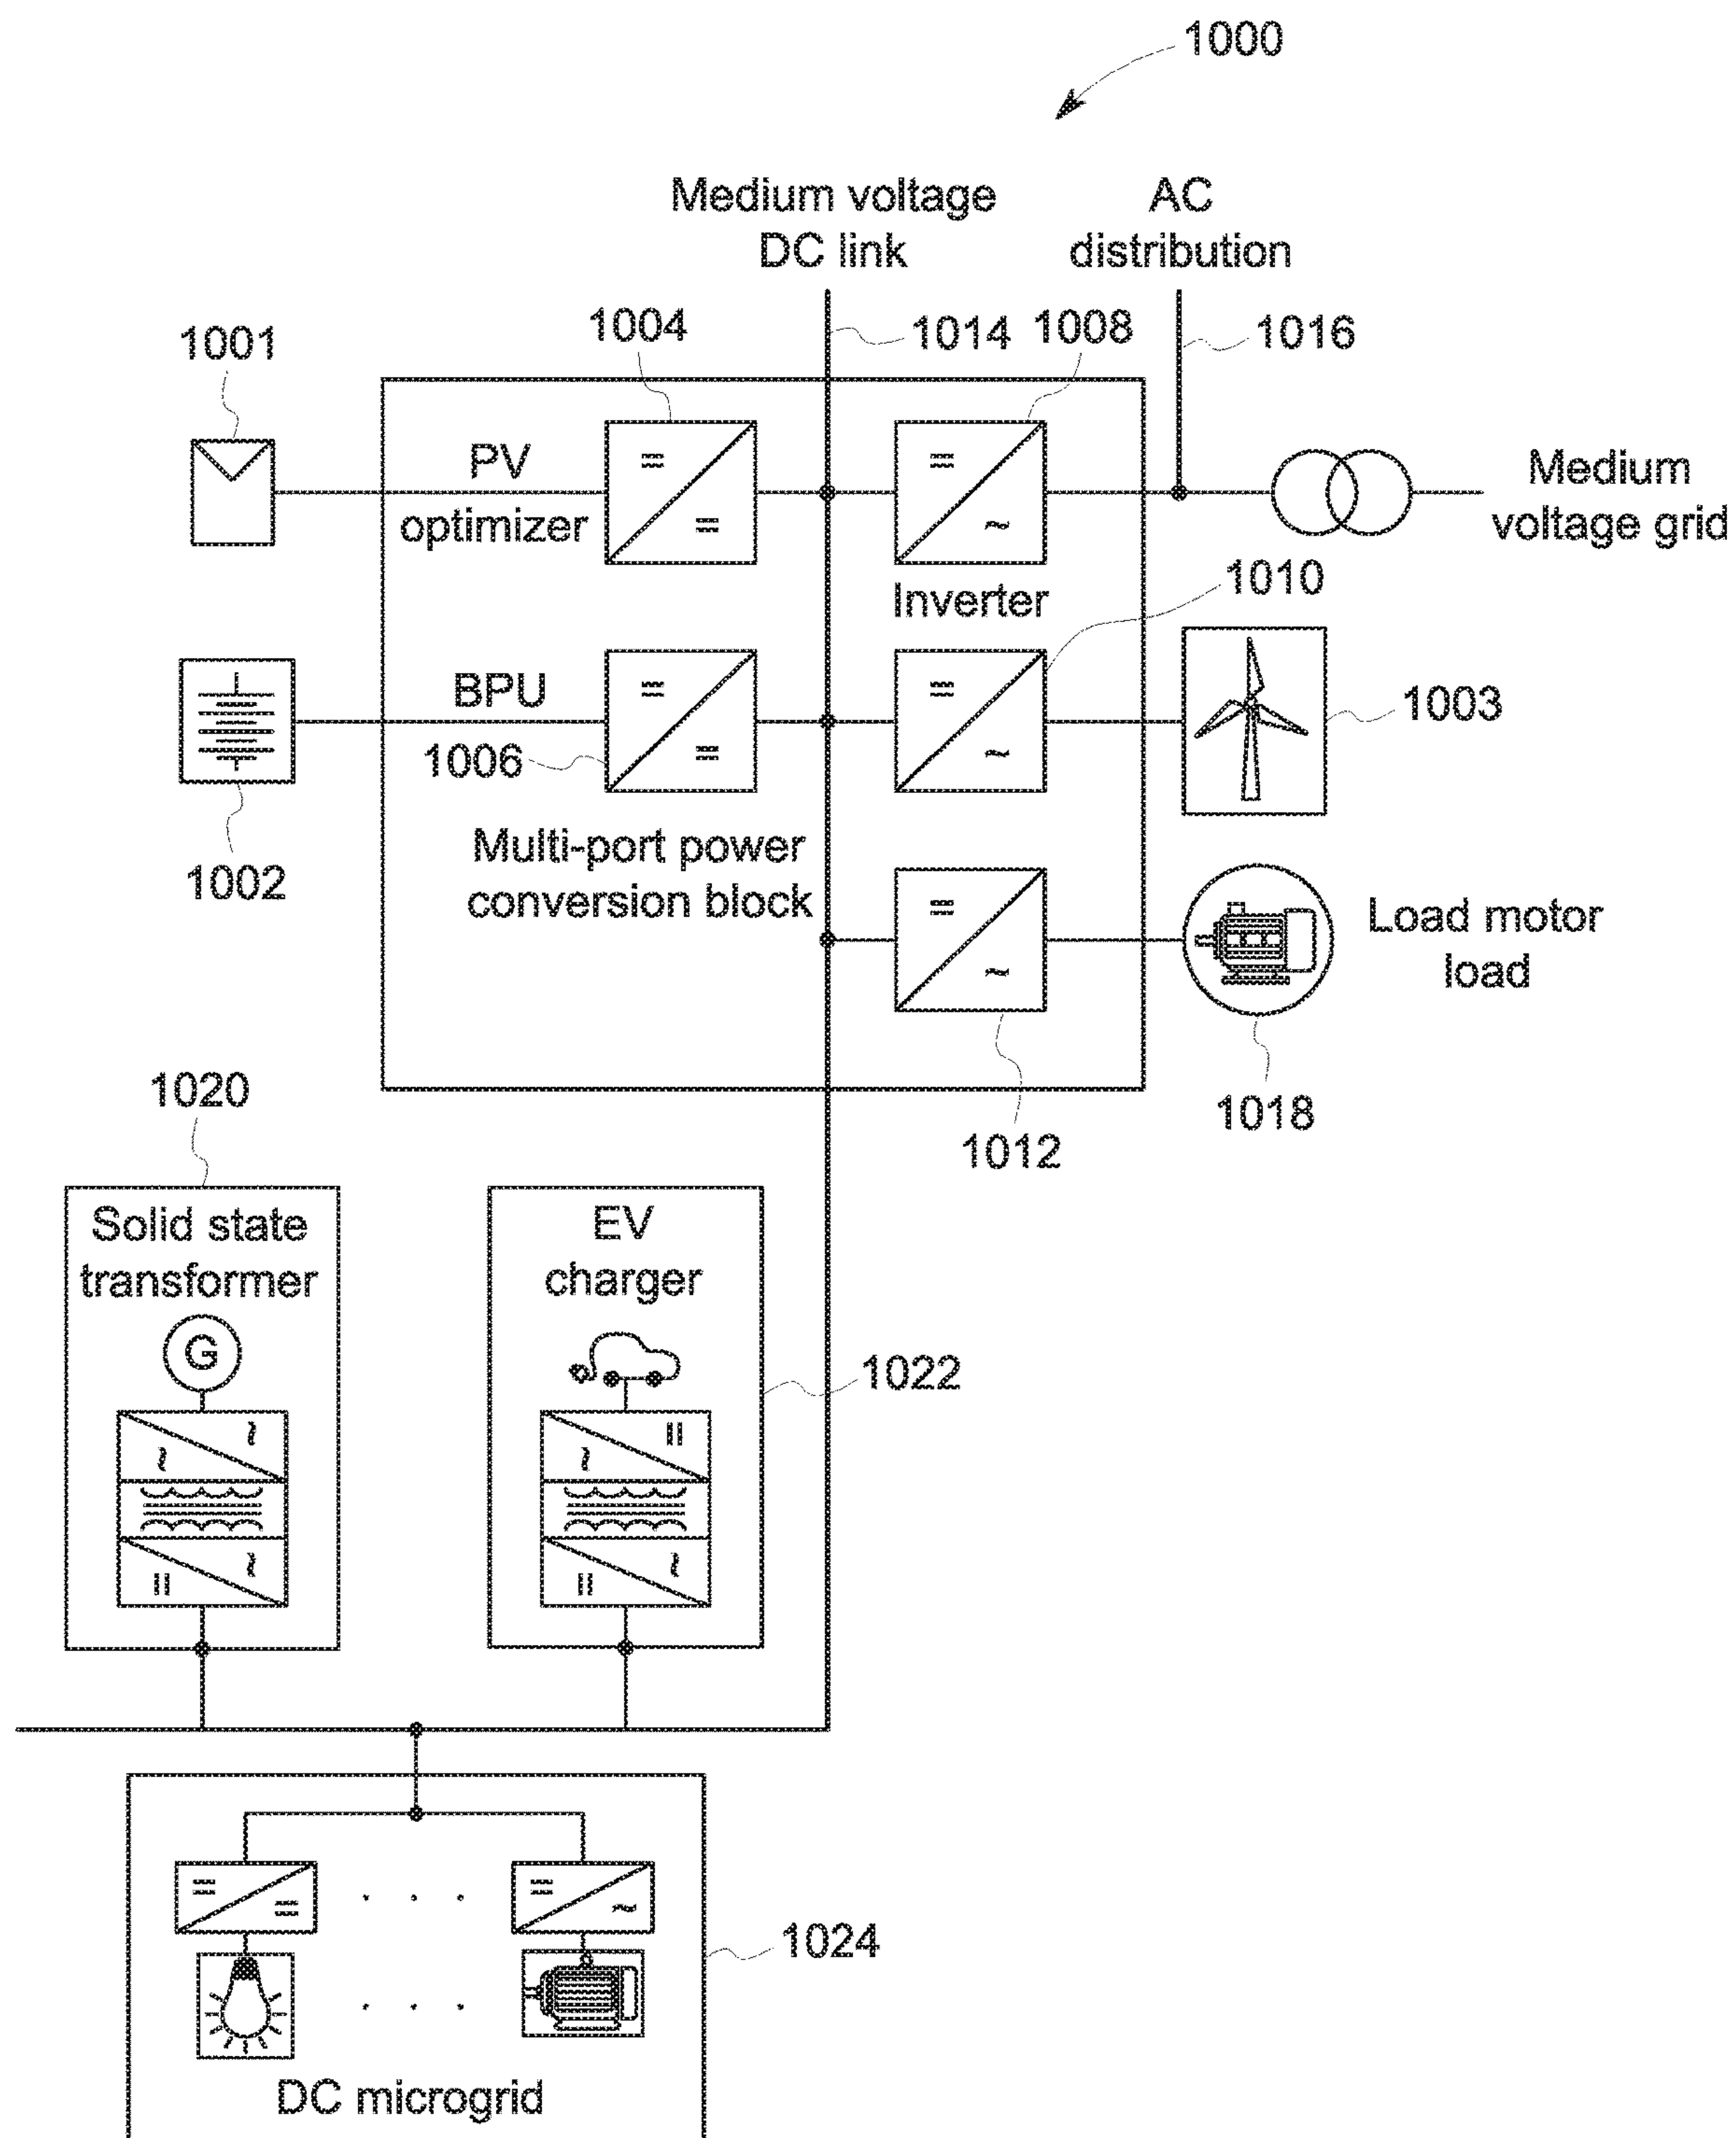 1000
Medium voltage
DC link
AC
distribution
1001
1004
1014
1008
1016
PV
optimizer
Medium
voltage grid
Inverter
1010
BPU
1006
1003
1002
Multi-port power
conversion block
Load motor
load
1020
1012
1018
Solid state
transformer
G
EV
charger
1022
1024
DC microgrid